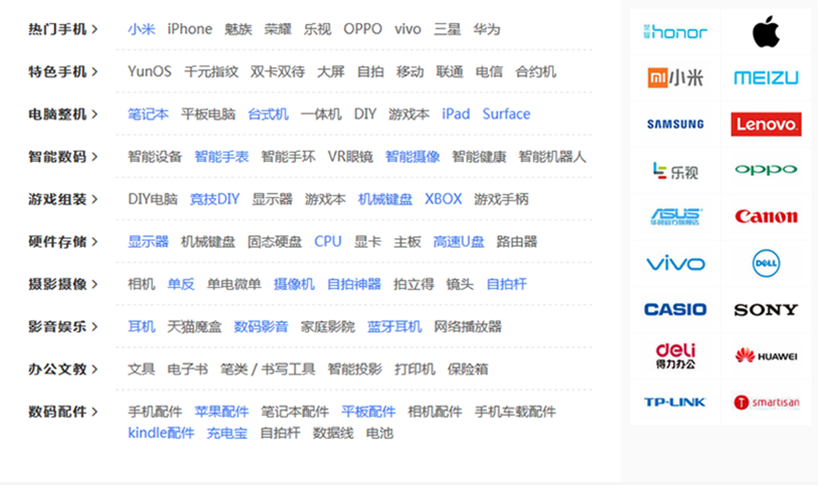 热门手机 > 小米 iPhone 魅族 荣耀 乐视 OPPO vivo 三星 华为
特色手机 > YunOS 千元指纹 双卡双待 大屏 自拍 移动 联通 电信 合约机
电脑整机 > 笔记本 平板电脑 台式机 一体机 DIY 游戏本 iPad Surface
智能数码 > 智能设备 智能手表 智能手环 VR眼镜 智能摄像 智能健康 智能机器人
游戏组装 > DIY电脑 竞技DIY 显示器 游戏本 机械键盘 XBOX 游戏手柄
硬件存储 > 显示器 机械键盘 固态硬盘 CPU 显卡 主板 高速U盘 路由器
摄影摄像 > 相机 单反 单电微单 摄像机 自拍神器 拍立得 镜头 自拍杆
影音娱乐 > 耳机 天猫魔盒 数码影音 家庭影院 蓝牙耳机 网络播放器
办公文教 > 文具 电子书 笔类 / 书写工具 智能投影 打印机 保险箱
数码配件 > 手机配件 苹果配件 笔记本配件 平板配件 相机配件 手机车载配件
kindle配件 充电宝 自拍杆 数据线 电池
荣耀 honor
mi 小米 MEIZU
SAMSUNG Lenovo
乐视 OPPO
ASUS Canon
华硕官方旗舰店
vivo DELL
CASIO SONY
deli HUAWEI
得力办公
TP-LINK T smartisan